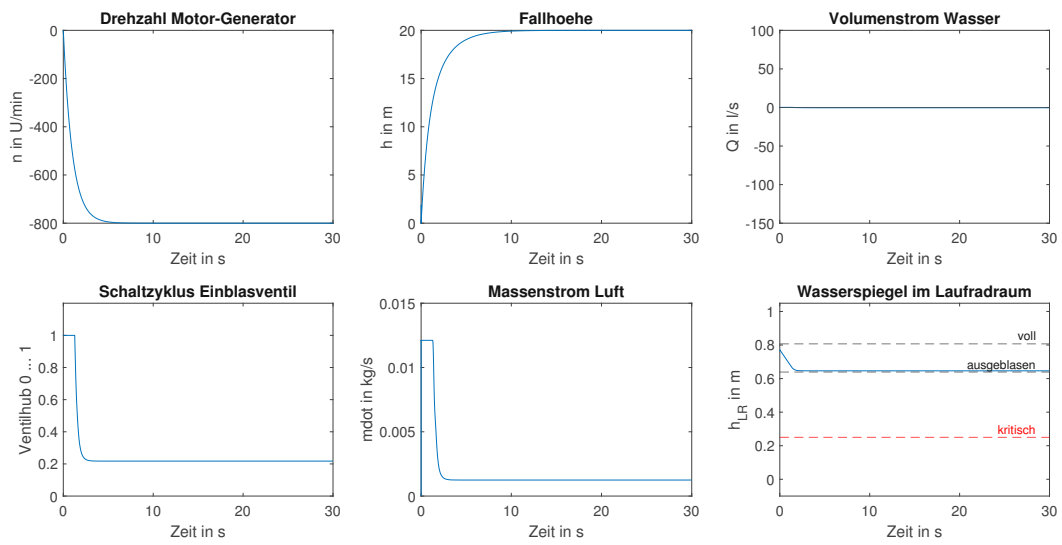 Drehzahl Motor-Generator
n in U/min
0
-200
-400
-600
-800
0 10 20 30
Zeit in s
Fallhoehe
h in m
20
15
10
5
0
0 10 20 30
Zeit in s
Volumenstrom Wasser
Q in l/s
100
50
0
-50
-100
-150
0 10 20 30
Zeit in s
Schaltzyklus Einblasventil
Ventilhub 0 ... 1
1
0.8
0.6
0.4
0.2
0
0 10 20 30
Zeit in s
Massenstrom Luft
mdot in kg/s
0.015
0.01
0.005
0
0 10 20 30
Zeit in s
Wasserspiegel im Laufradraum
h_LR in m
1
0.8
0.6
0.4
0.2
0
voll
ausgeblasen
kritisch
0 10 20 30
Zeit in s